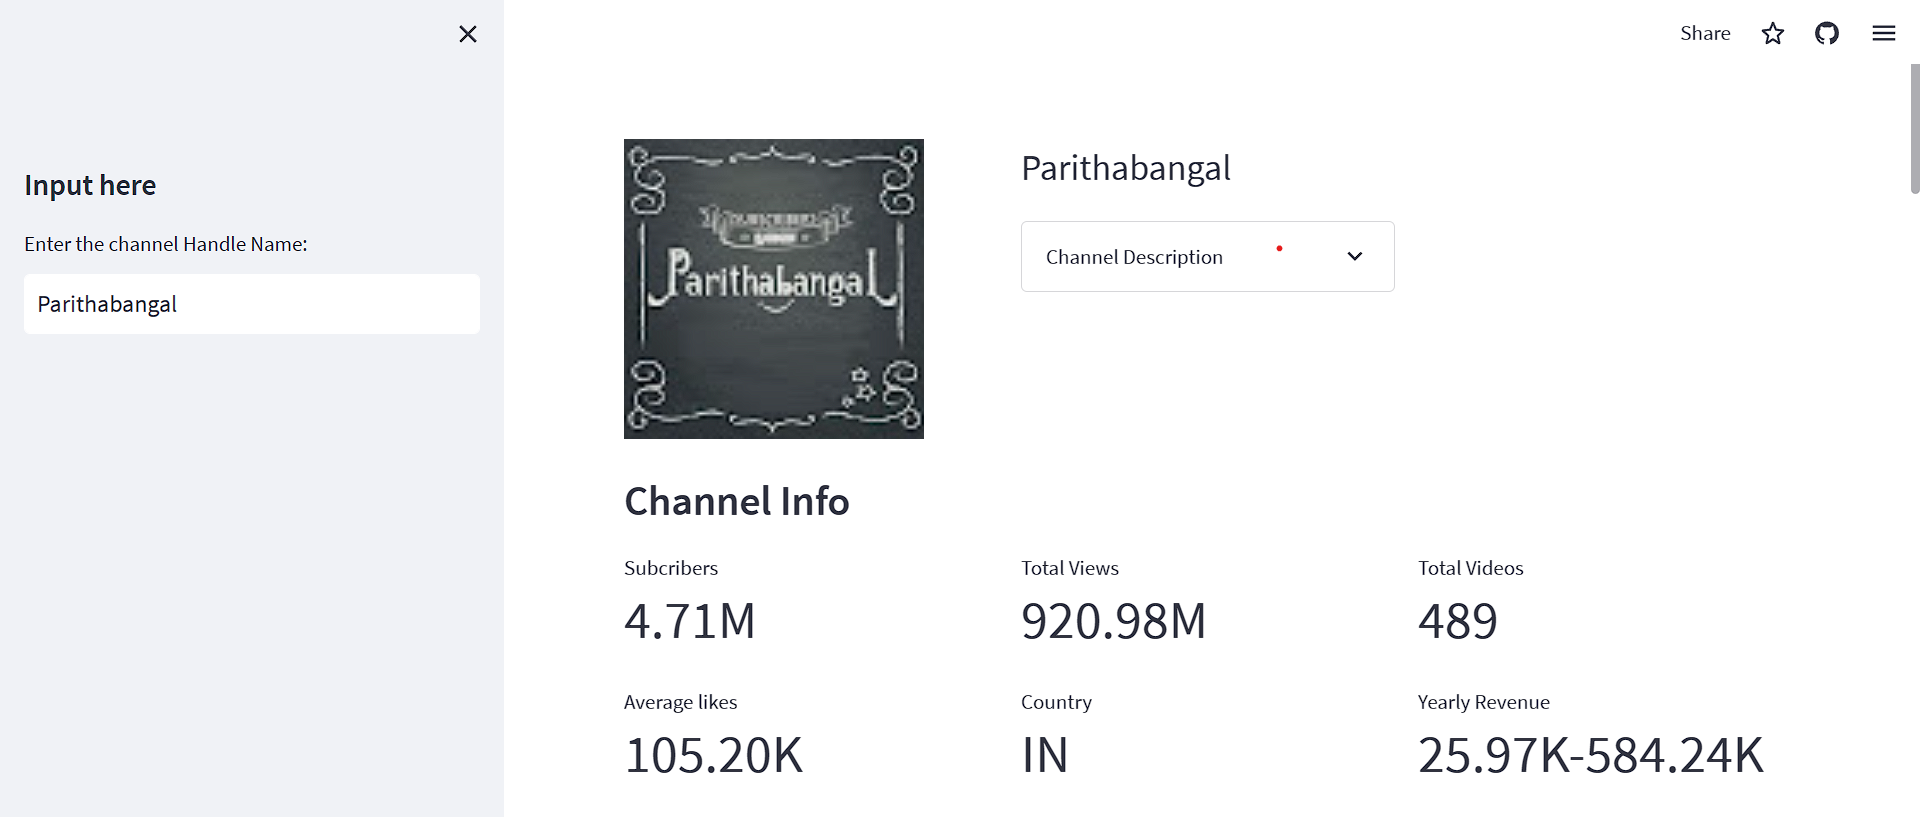 Share
Input here
Enter the channel Handle Name:
Parithabangal
Parithabangal
Parithabangal
Channel Description
Channel Info
Subcribers
4.71M
Total Views
920.98M
Total Videos
489
Average likes
105.20K
Country
IN
Yearly Revenue
25.97K-584.24K